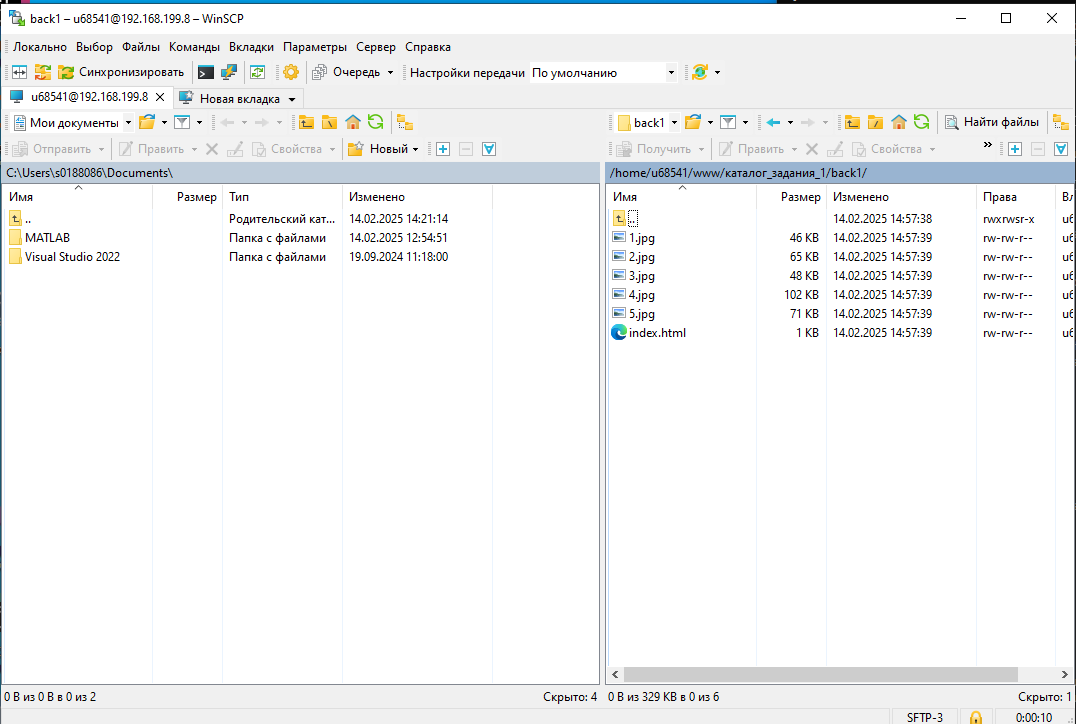 back1 – u68541@192.168.199.8 – WinSCP
Локально Выбор Файлы Команды Вкладки Параметры Сервер Справка
Синхронизировать Очередь Настройки передачи По умолчанию
u68541@192.168.199.8 Новая вкладка
Мои документы back1 Найти файлы
Отправить Править Свойства Новый Получить Править Свойства »
C:\Users\s0188086\Documents\ /home/u68541/www/каталог_задания_1/back1/
Имя Размер Тип Изменено Имя Размер Изменено Права Вл
.. Родительский кат... 14.02.2025 14:21:14 .. 14.02.2025 14:57:38 rwxrwsr-x u6
MATLAB Папка с файлами 14.02.2025 12:54:51 1.jpg 46 KB 14.02.2025 14:57:39 rw-rw-r-- u6
Visual Studio 2022 Папка с файлами 19.09.2024 11:18:00 2.jpg 65 KB 14.02.2025 14:57:39 rw-rw-r-- u6
3.jpg 48 KB 14.02.2025 14:57:39 rw-rw-r-- u6
4.jpg 102 KB 14.02.2025 14:57:39 rw-rw-r-- u6
5.jpg 71 KB 14.02.2025 14:57:39 rw-rw-r-- u6
index.html 1 KB 14.02.2025 14:57:39 rw-rw-r-- u6
0 B из 0 B в 0 из 2 Скрыто: 4 0 B из 329 KB в 0 из 6 Скрыто: 1
SFTP-3 0:00:10